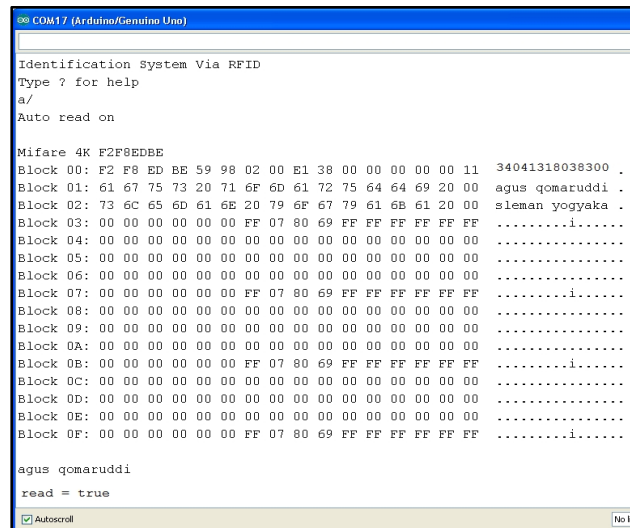 COM17 (Arduino/Genuino Uno)
Identification System Via RFID
Type ? for help
a/
Auto read on
Mifare 4K F2F8EDBE
Block 00: F2 F8 ED BE 59 98 02 00 E1 38 00 00 00 00 00 11 34041318038300 .
Block 01: 61 67 75 73 20 71 6F 6D 61 72 75 64 64 69 20 00 agus qomaruddi .
Block 02: 73 6C 65 6D 61 6E 20 79 6F 67 79 61 6B 61 20 00 sleman yogyaka .
Block 03: 00 00 00 00 00 00 FF 07 80 69 FF FF FF FF FF FF .........i......
Block 04: 00 00 00 00 00 00 00 00 00 00 00 00 00 00 00 00 ................
Block 05: 00 00 00 00 00 00 00 00 00 00 00 00 00 00 00 00 ................
Block 06: 00 00 00 00 00 00 00 00 00 00 00 00 00 00 00 00 ................
Block 07: 00 00 00 00 00 00 FF 07 80 69 FF FF FF FF FF FF .........i......
Block 08: 00 00 00 00 00 00 00 00 00 00 00 00 00 00 00 00 ................
Block 09: 00 00 00 00 00 00 00 00 00 00 00 00 00 00 00 00 ................
Block 0A: 00 00 00 00 00 00 00 00 00 00 00 00 00 00 00 00 ................
Block 0B: 00 00 00 00 00 00 FF 07 80 69 FF FF FF FF FF FF .........i......
Block 0C: 00 00 00 00 00 00 00 00 00 00 00 00 00 00 00 00 ................
Block 0D: 00 00 00 00 00 00 00 00 00 00 00 00 00 00 00 00 ................
Block 0E: 00 00 00 00 00 00 00 00 00 00 00 00 00 00 00 00 ................
Block 0F: 00 00 00 00 00 00 FF 07 80 69 FF FF FF FF FF FF .........i......
agus qomaruddi
read = true
Autoscroll No